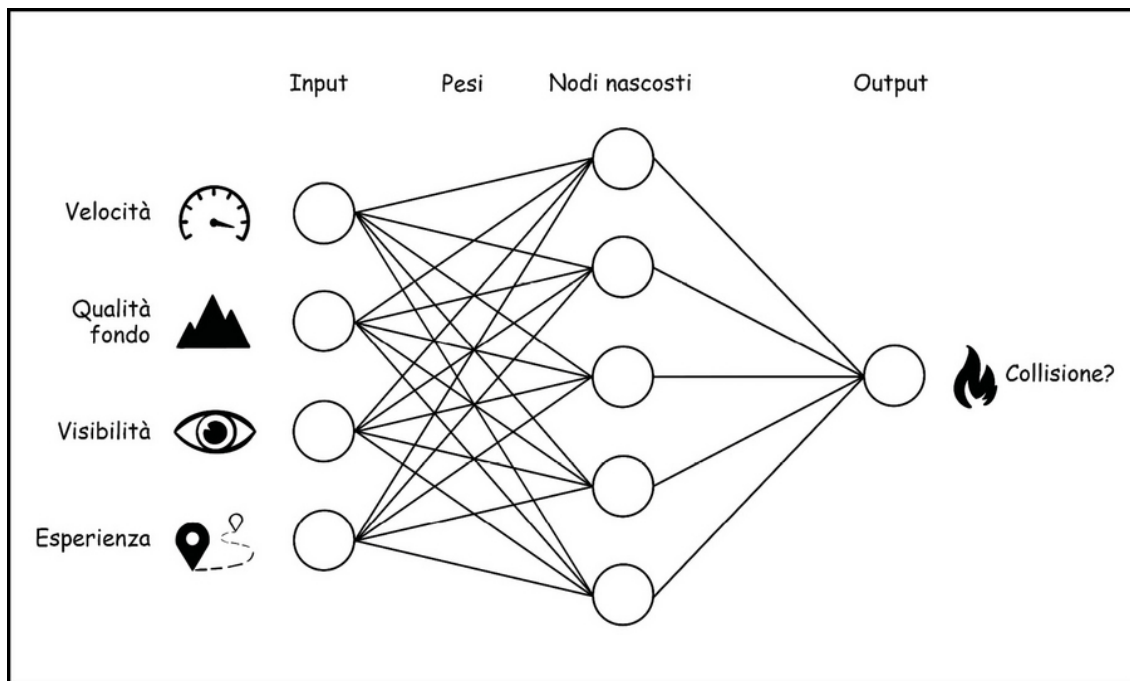 Input
Pesi
Nodi nascosti
Output
Velocità
Qualità
fondo
Visibilità
Esperienza
Collisione?